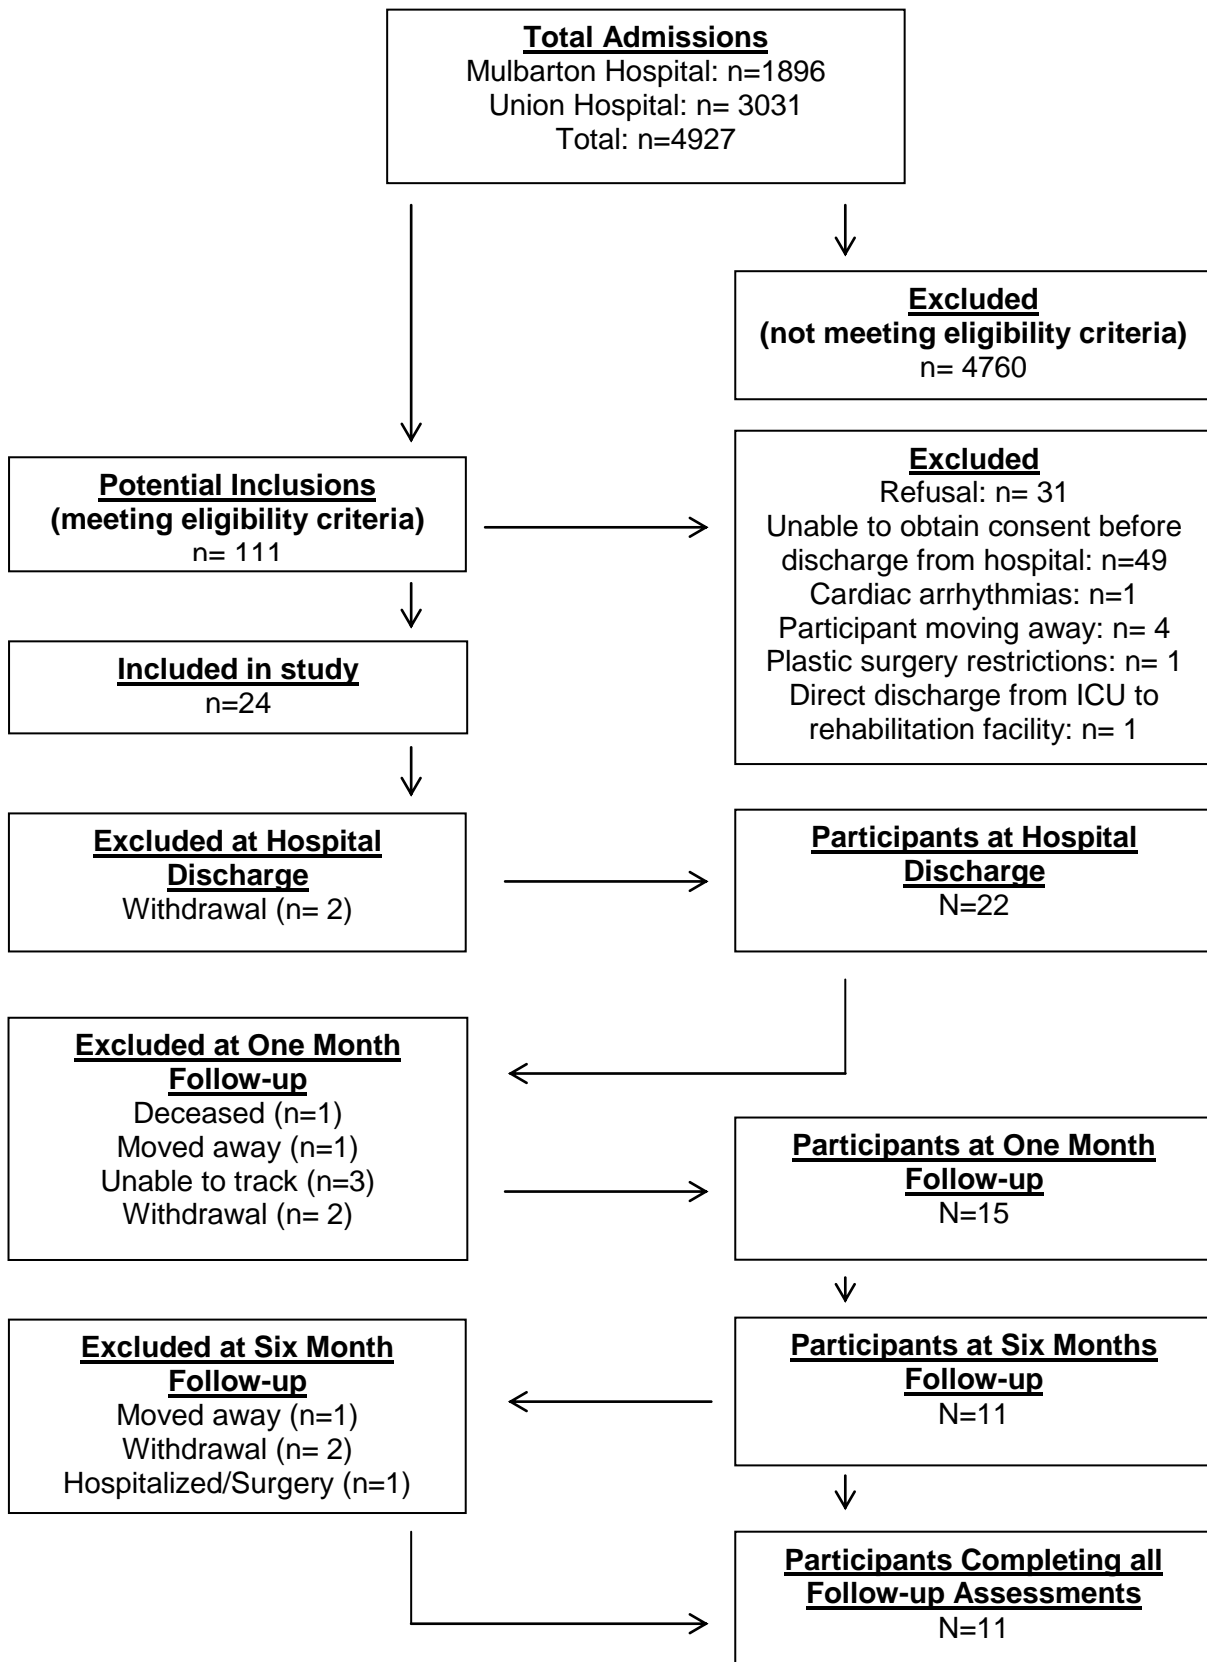 Total Admissions
Mulbarton Hospital: n=1896
Union Hospital: n= 3031
Total: n=4927
Excluded
(not meeting eligibility criteria)
n= 4760
Potential Inclusions
(meeting eligibility criteria)
n= 111
Excluded
Refusal: n= 31
Unable to obtain consent before
discharge from hospital: n=49
Cardiac arrhythmias: n=1
Participant moving away: n= 4
Plastic surgery restrictions: n= 1
Direct discharge from ICU to
rehabilitation facility: n= 1
Included in study
n=24
Excluded at Hospital
Discharge
Withdrawal (n= 2)
Participants at Hospital
Discharge
N=22
Excluded at One Month
Follow-up
Deceased (n=1)
Moved away (n=1)
Unable to track (n=3)
Withdrawal (n= 2)
Participants at One Month
Follow-up
N=15
Excluded at Six Month
Follow-up
Moved away (n=1)
Withdrawal (n= 2)
Hospitalized/Surgery (n=1)
Participants at Six Months
Follow-up
N=11
Participants Completing all
Follow-up Assessments
N=11